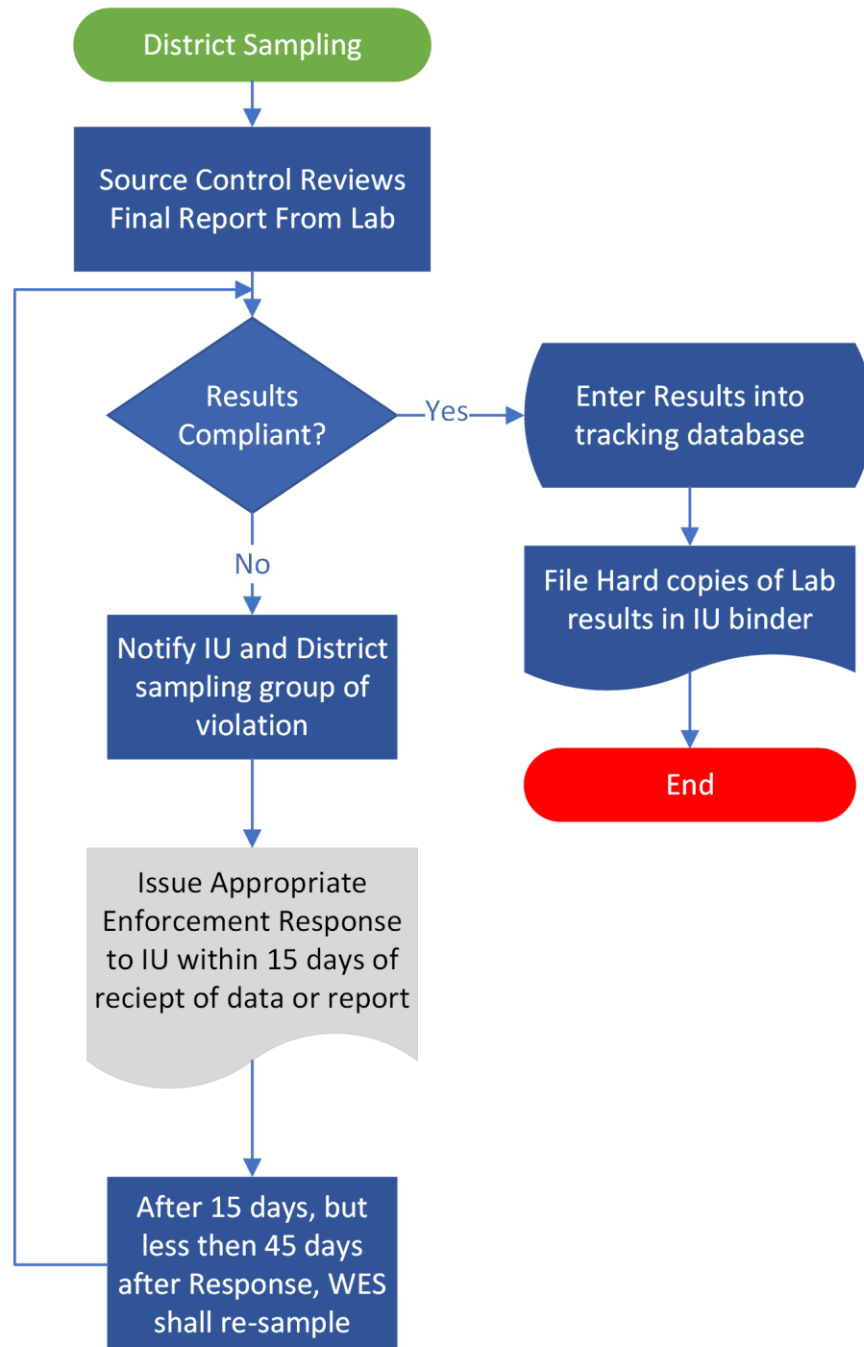 District Sampling
Source Control Reviews
Final Report From Lab
Results
Compliant?
Yes
Enter Results into
tracking database
No
File Hard copies of Lab
results in IU binder
Notify IU and District
sampling group of
violation
End
Issue Appropriate
Enforcement Response
to IU within 15 days of
reciept of data or report
After 15 days, but
less then 45 days
after Response, WES
shall re-sample